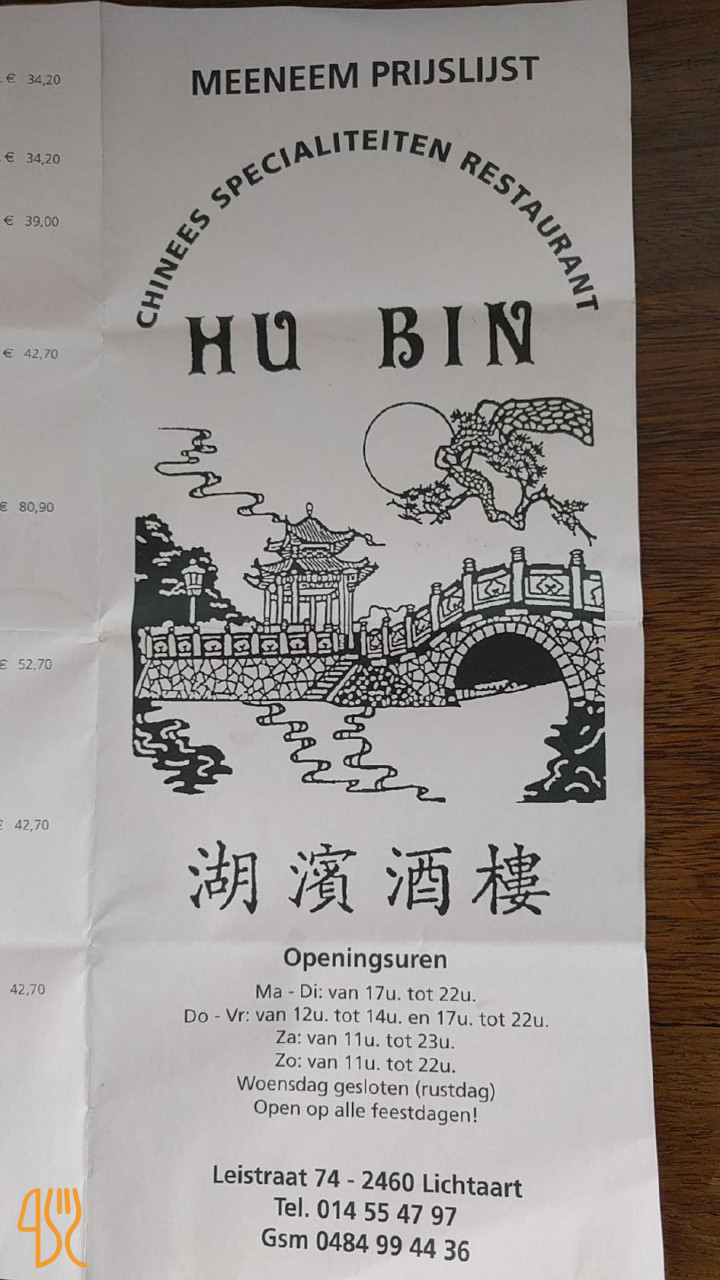 € 34,20
€ 34,20
€ 39,00
€ 42,70
€ 80,90
€ 52,70
€ 42,70
42,70
MEENEEM PRIJSLIJST
CHINEES SPECIALITEITEN RESTAURANT
HU BIN
湖濱酒樓
Openingsuren
Ma - Di: van 17u. tot 22u.
Do - Vr: van 12u. tot 14u. en 17u. tot 22u.
Za: van 11u. tot 23u.
Zo: van 11u. tot 22u.
Woensdag gesloten (rustdag)
Open op alle feestdagen!
Leistraat 74 - 2460 Lichtaart
Tel. 014 55 47 97
Gsm 0484 99 44 36